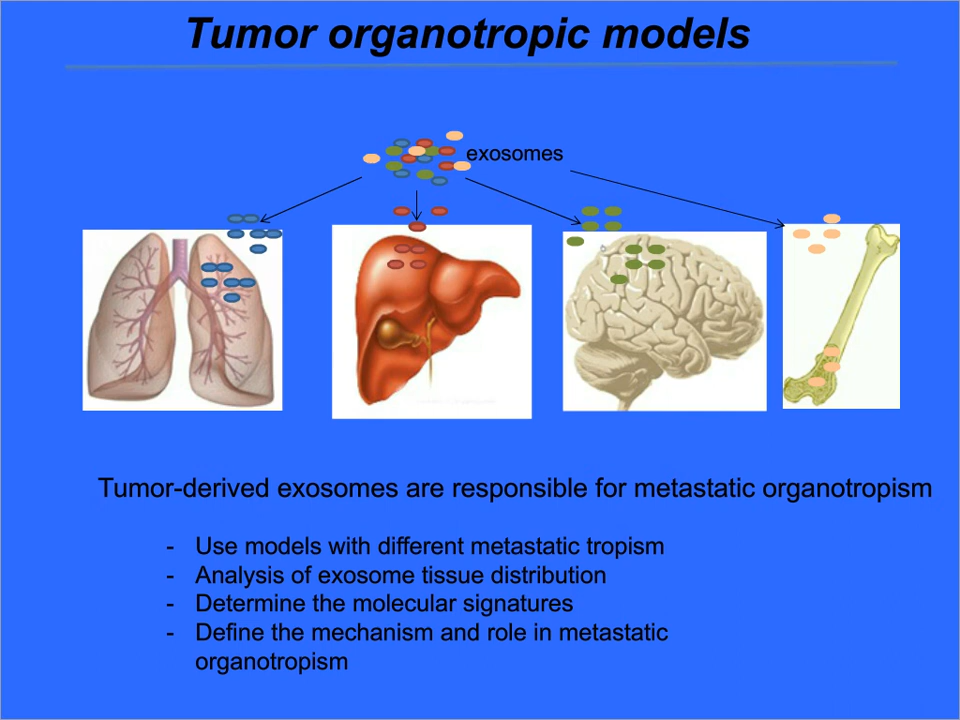 Tumor organotropic models
exosomes
Tumor-derived exosomes are responsible for metastatic organotropism
- Use models with different metastatic tropism
- Analysis of exosome tissue distribution
- Determine the molecular signatures
- Define the mechanism and role in metastatic
organotropism